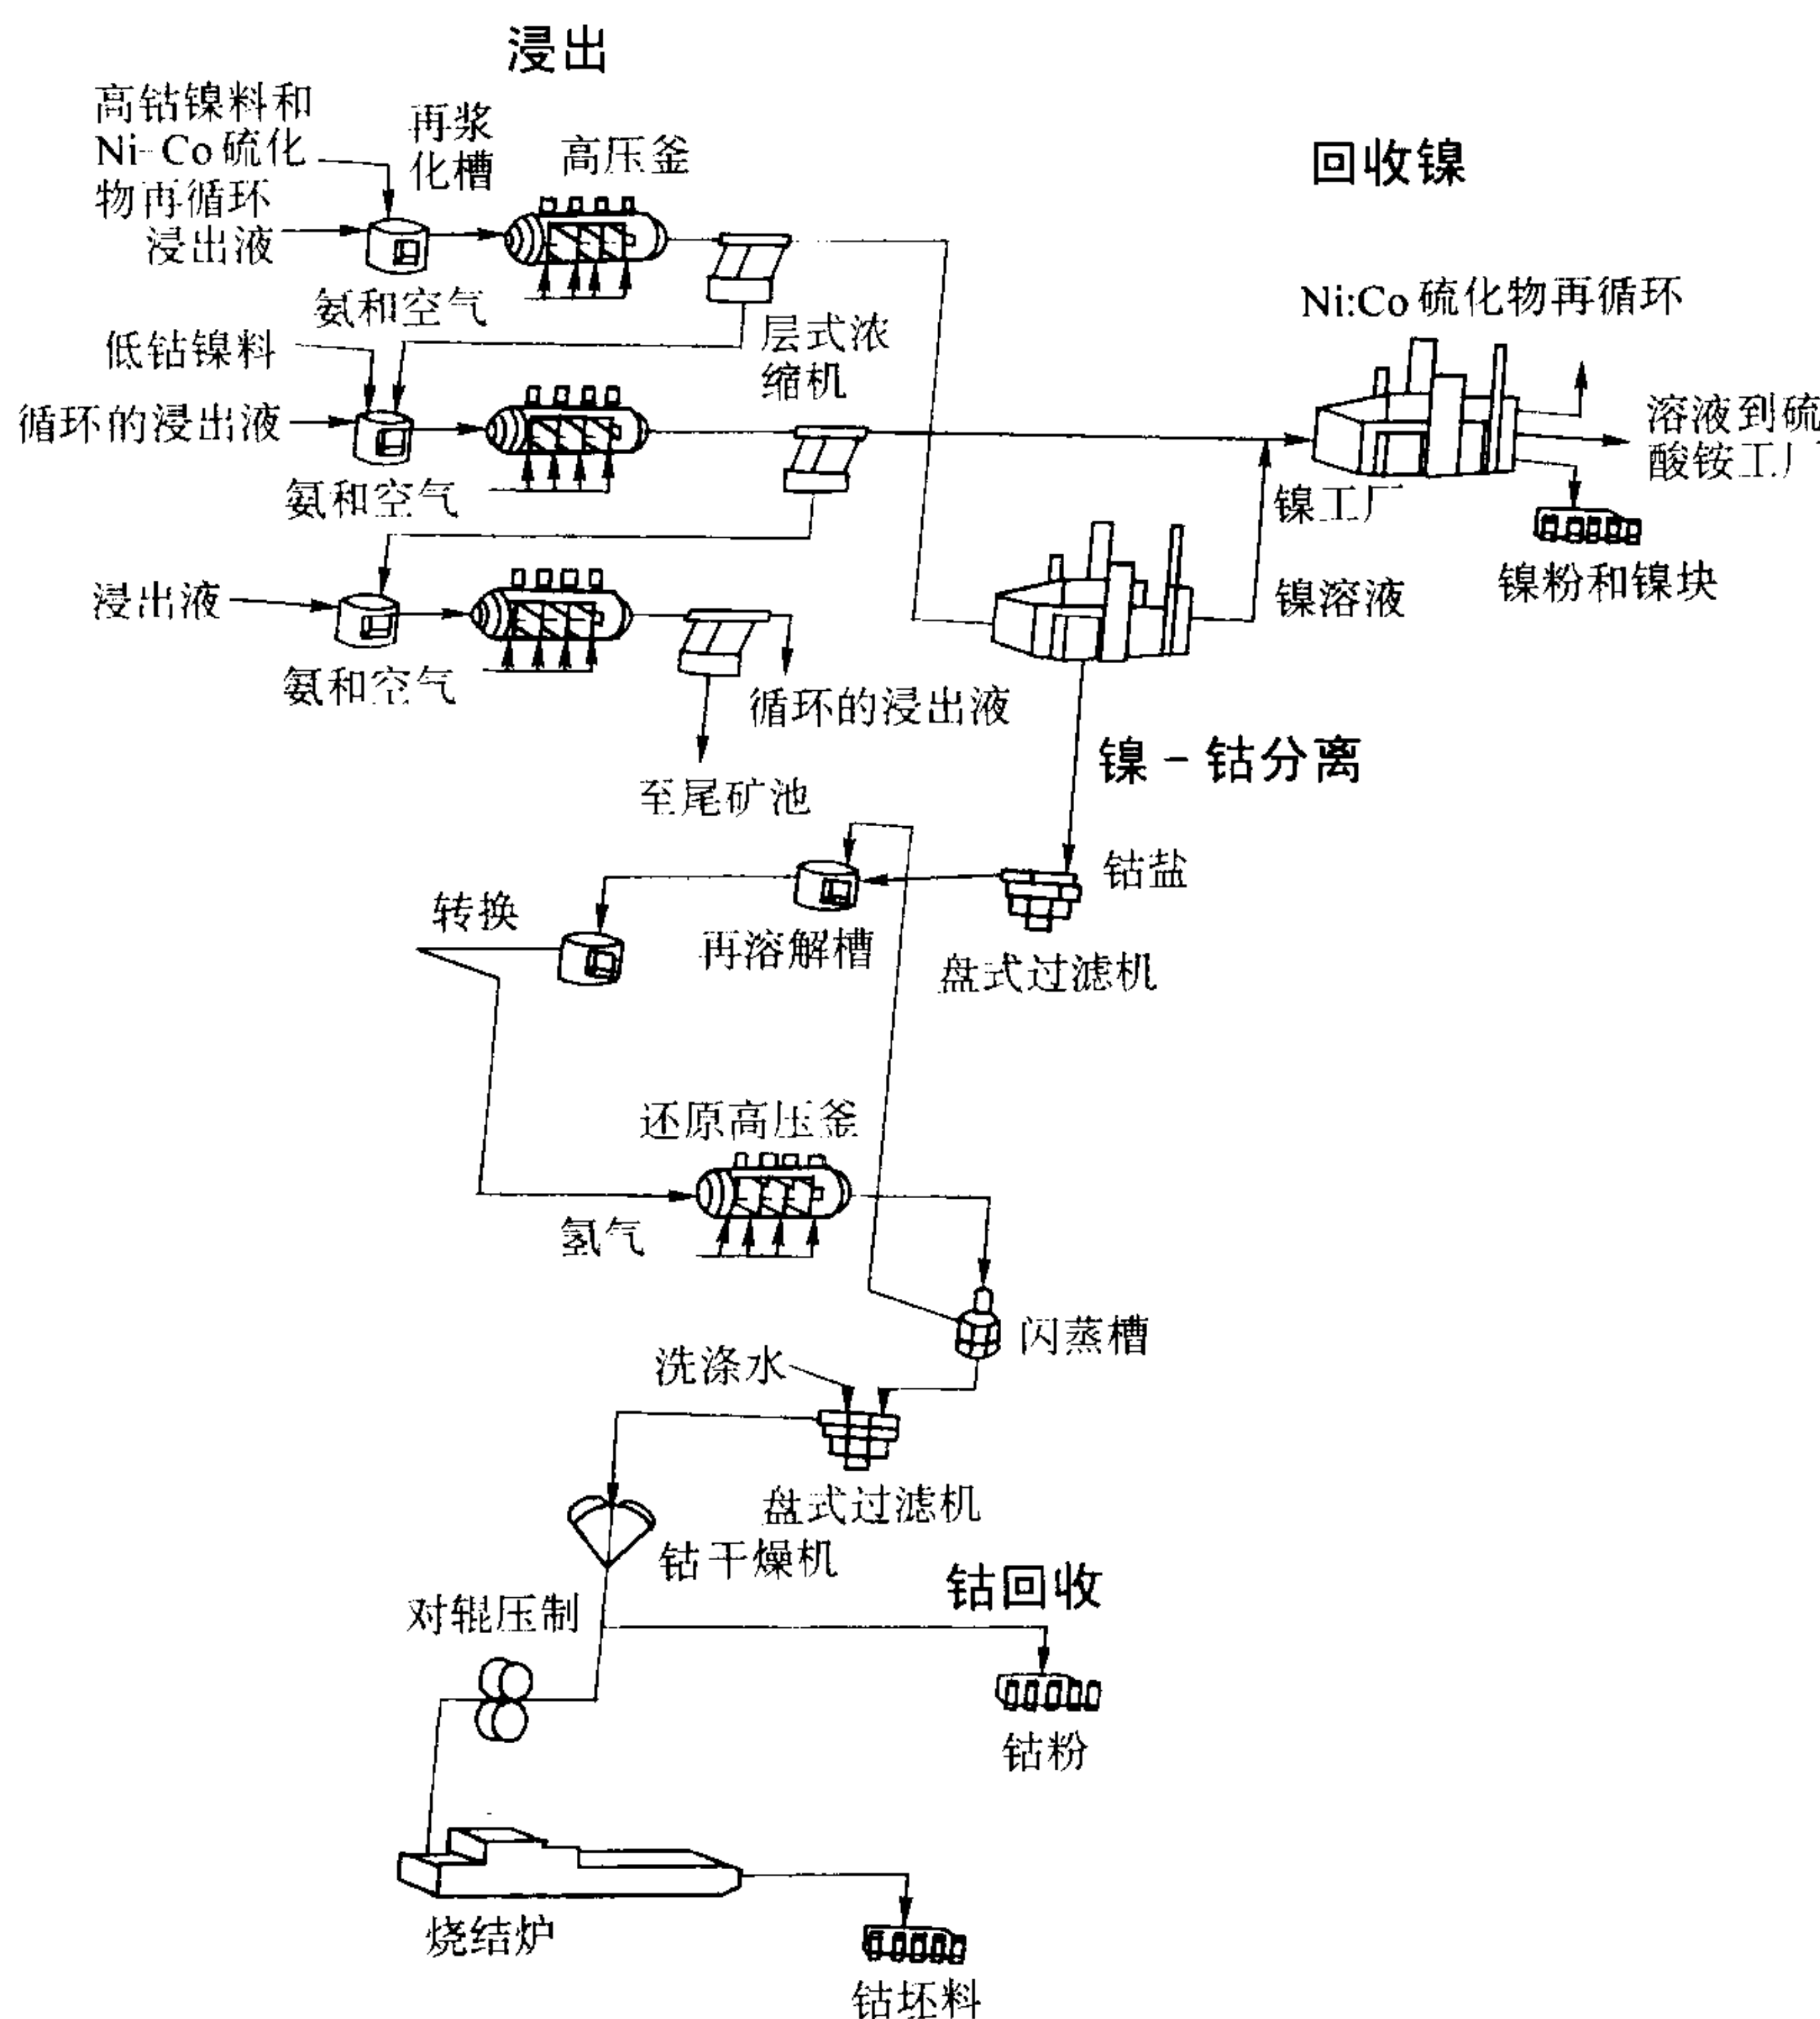 浸出
高钴镍料和
Ni-Co硫化
物再循环
浸出液
再浆
化槽
高压釜
氨和空气
层式浓
缩机
低钴镍料
循环的浸出液
氨和空气
浸出液
氨和空气
循环的浸出液
至尾矿池
回收镍
Ni:Co硫化物再循环
溶液到硫
酸铵工厂
镍工厂
镍粉和镍块
镍溶液
镍－钴分离
钴盐
转换
再溶解槽
盘式过滤机
还原高压釜
氢气
闪蒸槽
洗涤水
盘式过滤机
钴干燥机
钴回收
对辊压制
钴粉
烧结炉
钴坯料